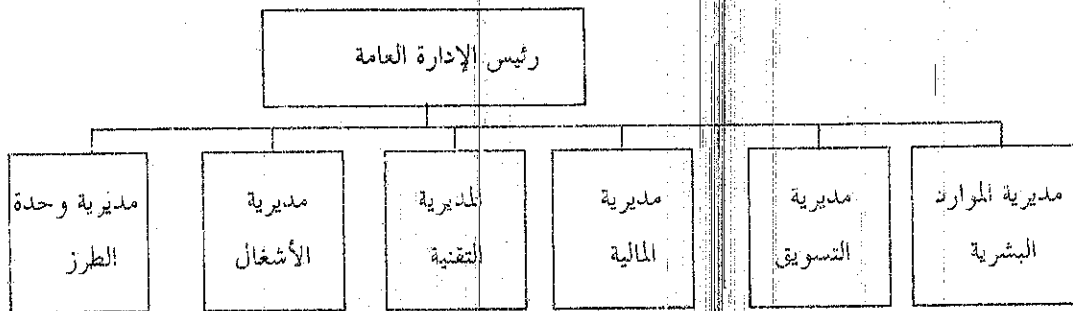 رئيس الإدارة العامة
مديرية الموارد
البشرية
مديرية
التسويق
مديرية
المالية
المديرية
التقنية
مديرية
الأشغال
مديرية وحدة
الطرز